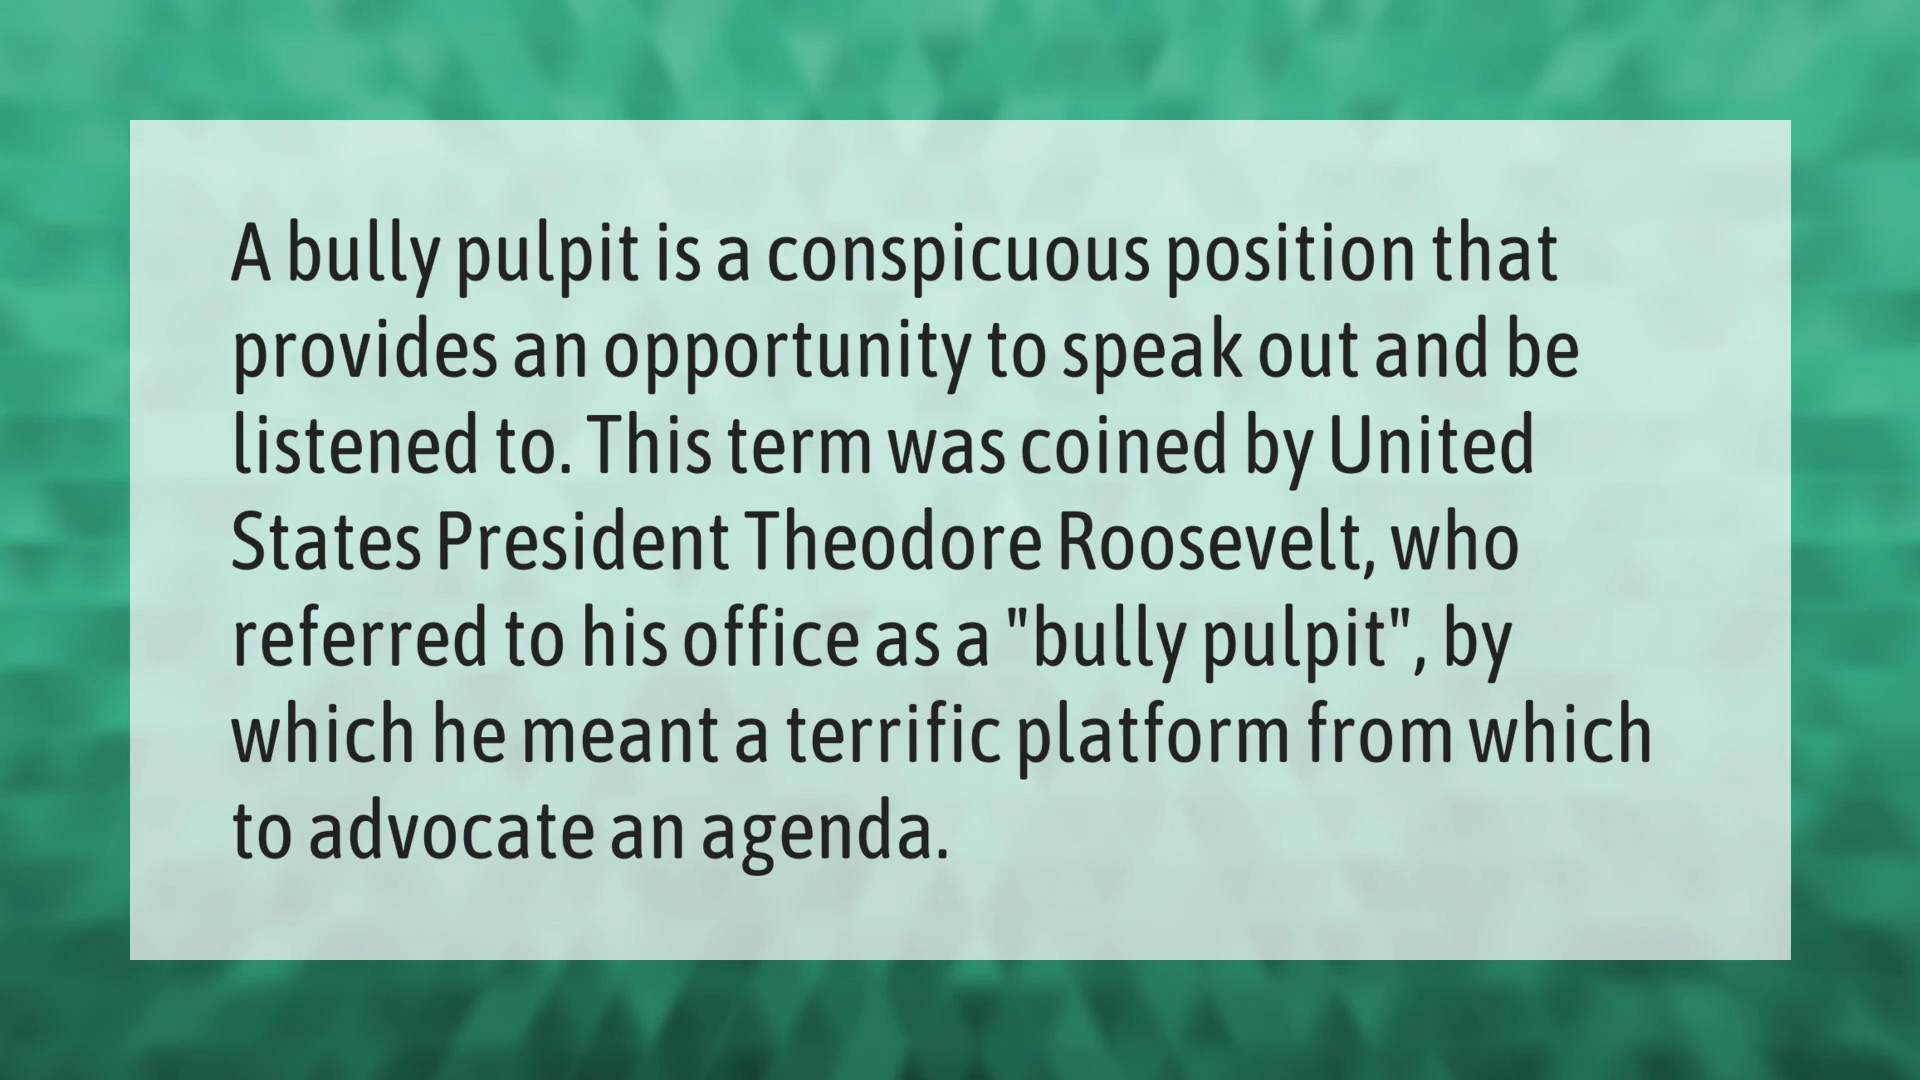 A bully pulpit is a conspicuous position that
provides an opportunity to speak out and be
listened to. This term was coined by United
States President Theodore Roosevelt, who
referred to his office as a "bully pulpit", by
which he meant a terrific platform from which
to advocate an agenda.